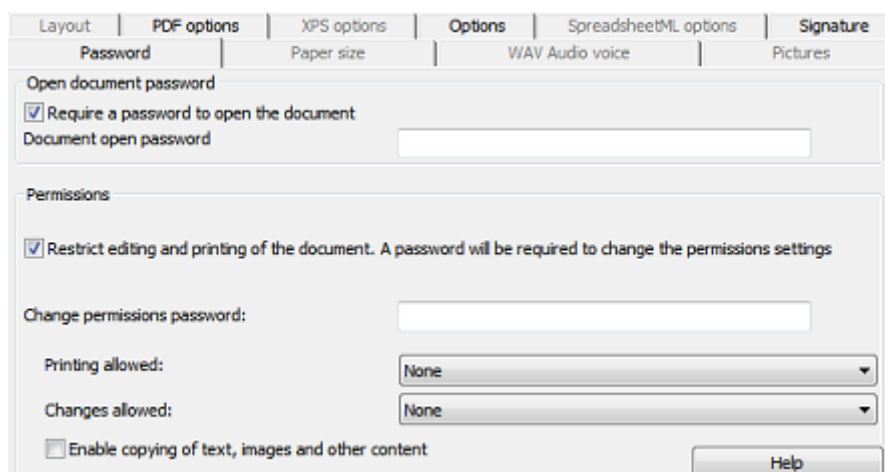 Layout PDF options XPS options Options SpreadsheetML options Signature
Password Paper size WAV Audio voice Pictures
Open document password
Require a password to open the document
Document open password
Permissions
Restrict editing and printing of the document. A password will be required to change the permissions settings
Change permissions password:
Printing allowed: None
Changes allowed: None
Enable copying of text, images and other content
Help